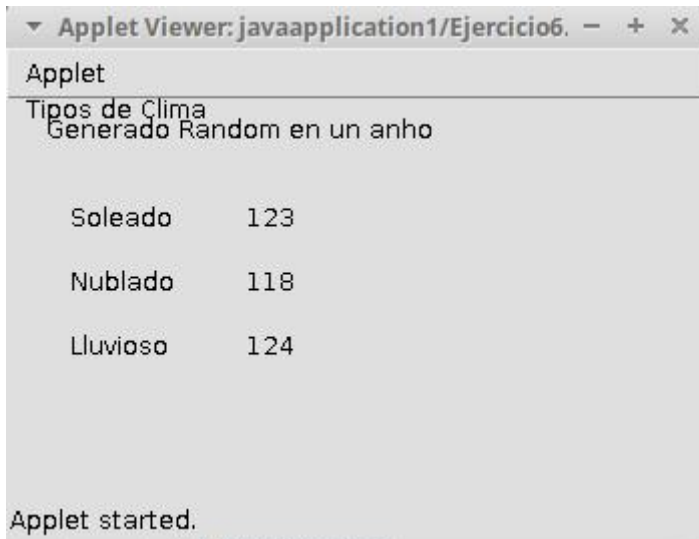 Applet Viewer: javaapplication1/Ejercicio6.
Applet
Tipos de Clima
Generado Random en un anho
Soleado 123
Nublado 118
Lluvioso 124
Applet started.